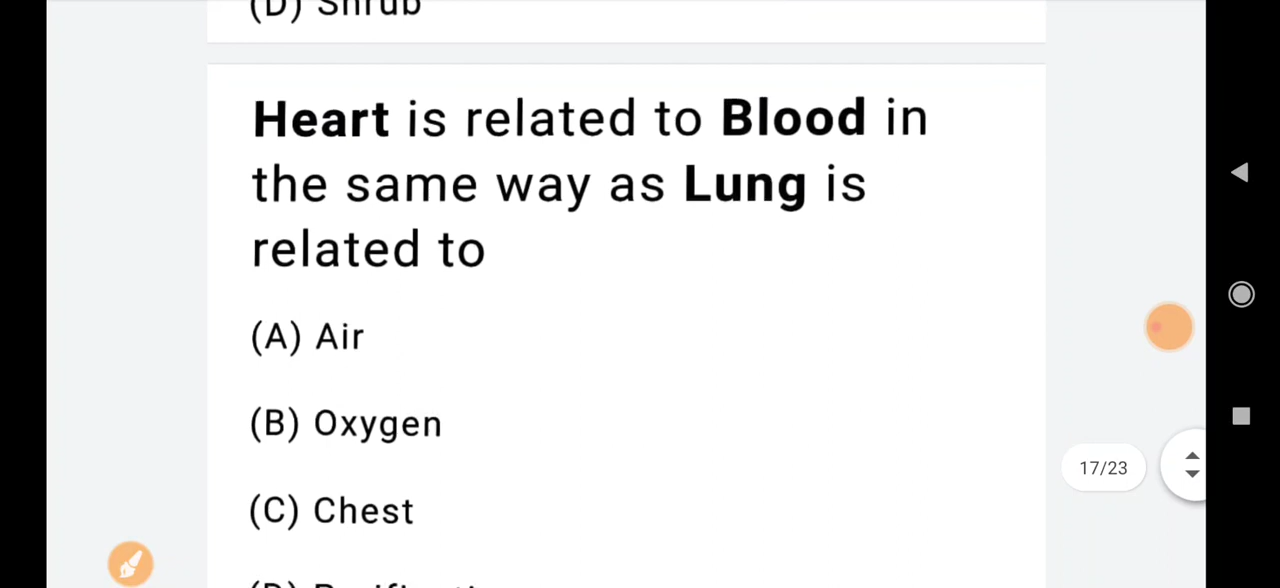 (D) Shrub
Heart is related to Blood in
the same way as Lung is
related to
(A) Air
(B) Oxygen
17/23
(C) Chest
(D)